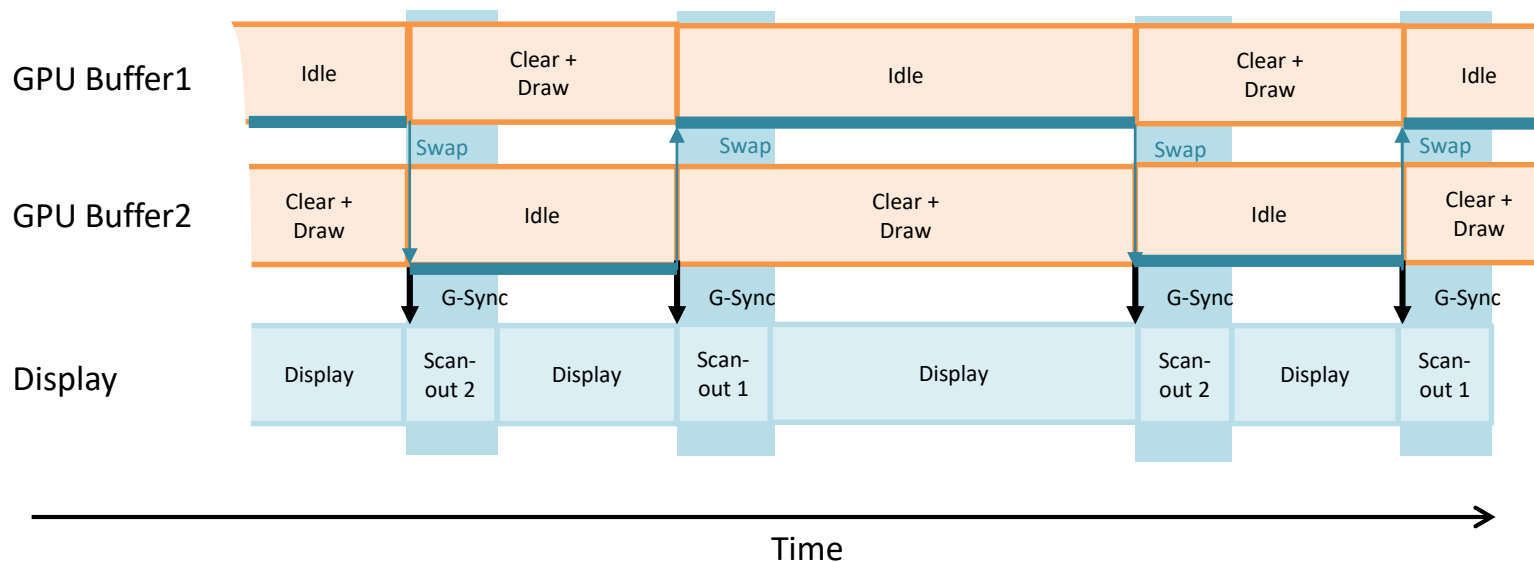 GPU Buffer1
Idle
Clear +
Draw
Idle
Clear +
Draw
Idle
Swap
Swap
Swap
Swap
GPU Buffer2
Clear +
Draw
Idle
Clear +
Draw
Idle
Clear +
Draw
G-Sync
G-Sync
G-Sync
G-Sync
Display
Display
Scan-
out 2
Display
Scan-
out 1
Display
Scan-
out 2
Display
Scan-
out 1
Time